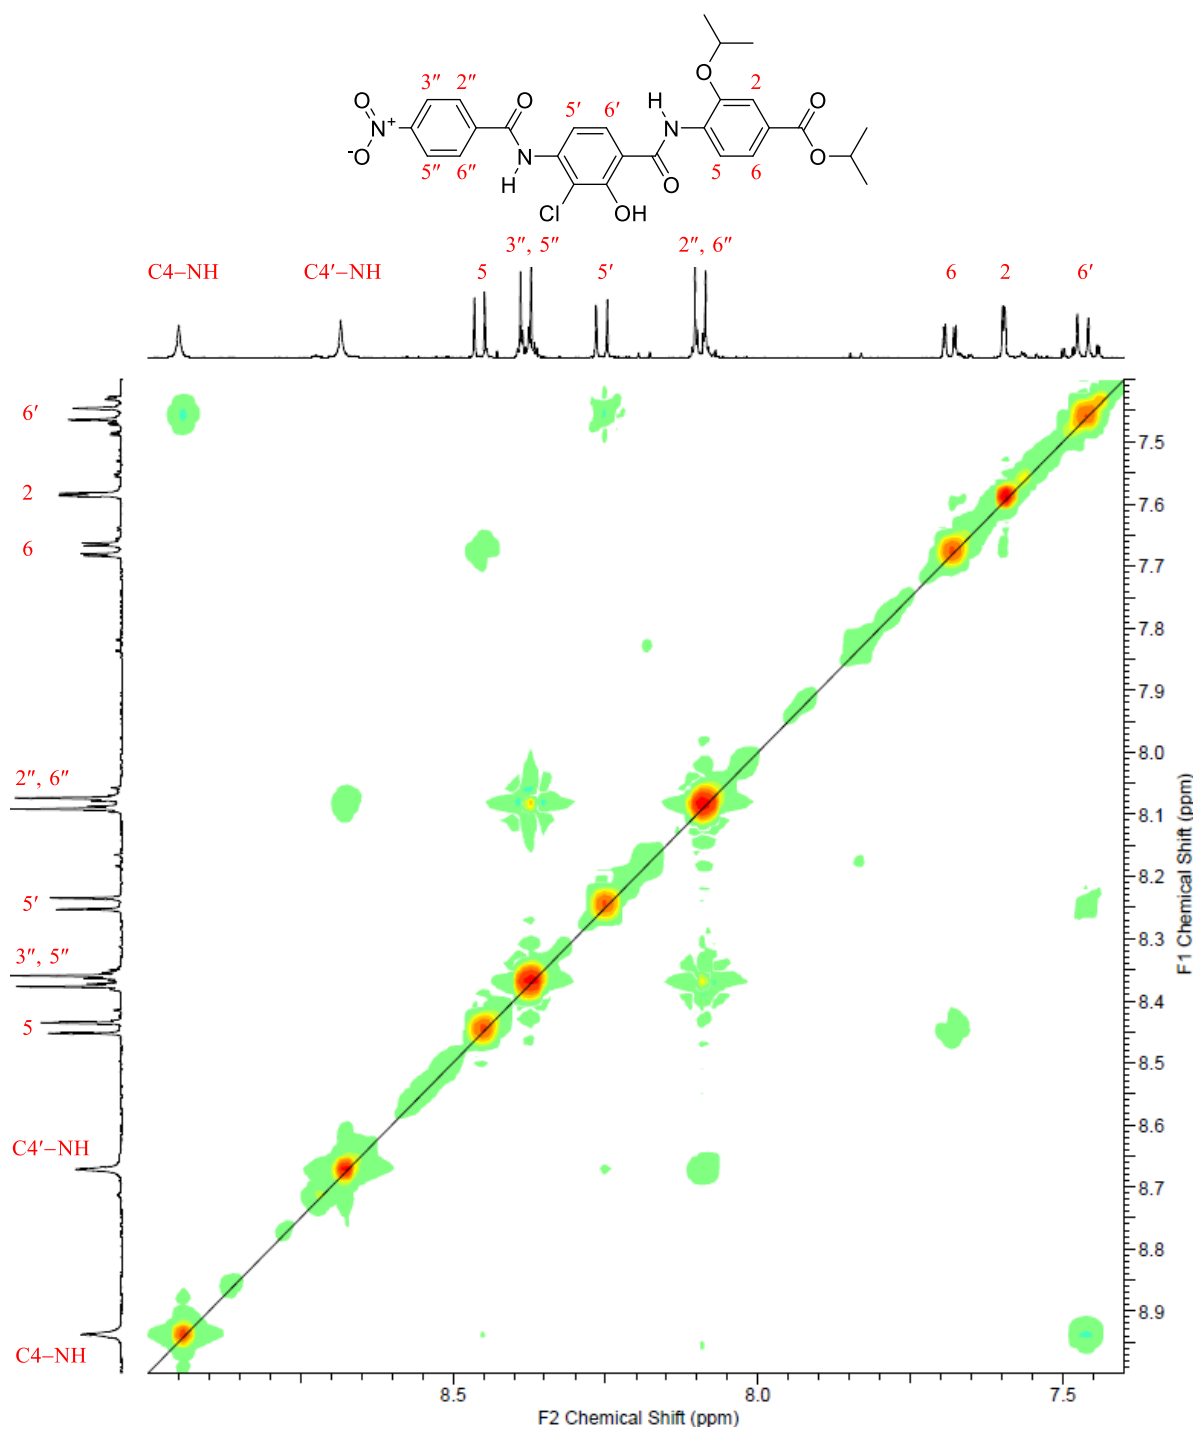 O
O 2
3″ 2″ O H
N+ 5′ 6′ N O
-O N O
5″ 6″ H O 5 6
Cl OH
3″, 5″ 2″, 6″
C4–NH C4′–NH 5 5′ 6 2 6′
6′
2
6
2″, 6″
5′
3″, 5″
5
C4′–NH
C4–NH
7.5
7.6
7.7
7.8
7.9
8.0
8.1
8.2
8.3
8.4
8.5
8.6
8.7
8.8
8.9
F1 Chemical Shift (ppm)
8.5 8.0 7.5
F2 Chemical Shift (ppm)